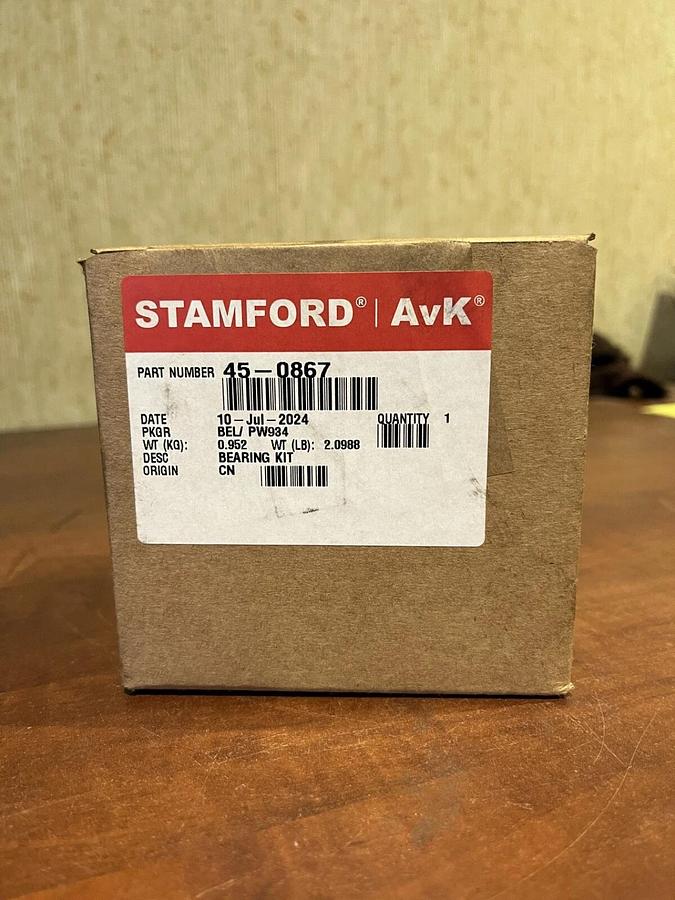 STAMFORD® | AvK®
PART NUMBER 45-0867
DATE 10-Jul-2024 QUANTITY 1
PKGR BEL/ PW934
WT (KG): 0.952 WT (LB): 2.0988
DESC BEARING KIT
ORIGIN CN